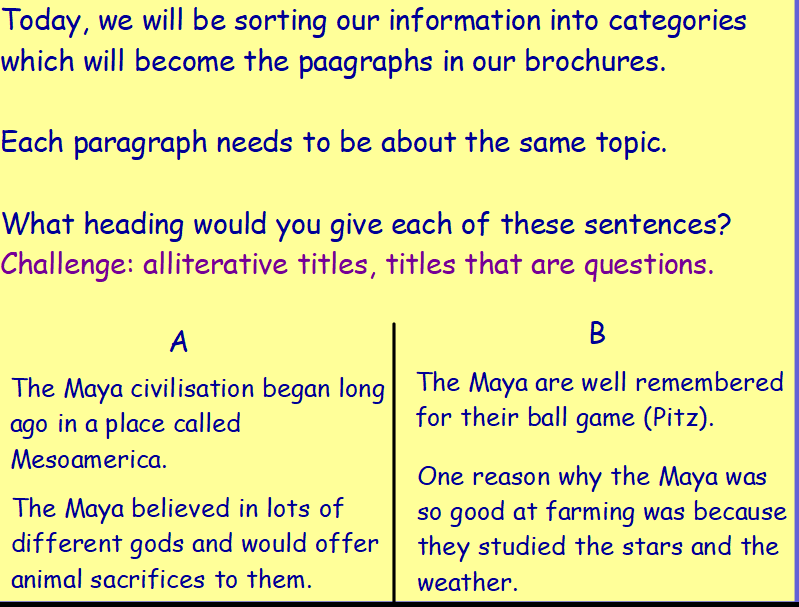 Today, we will be sorting our information into categories
which will become the paagraphs in our brochures.
Each paragraph needs to be about the same topic.
What heading would you give each of these sentences?
Challenge: alliterative titles, titles that are questions.
A
The Maya civilisation began long
ago in a place called
Mesoamerica.
The Maya believed in lots of
different gods and would offer
animal sacrifices to them.
B
The Maya are well remembered
for their ball game (Pitz).
One reason why the Maya was
so good at farming was because
they studied the stars and the
weather.